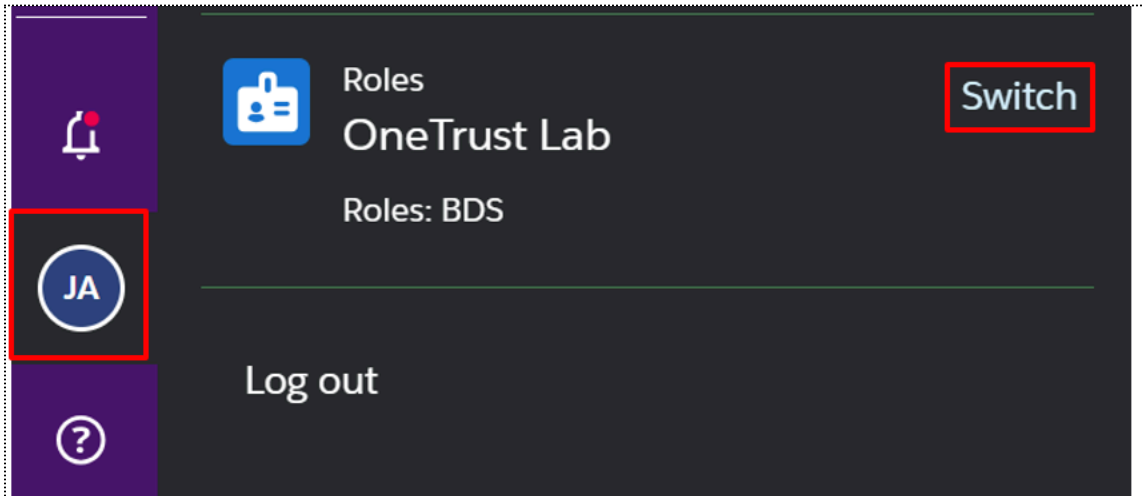 Roles
Switch
OneTrust Lab
Roles: BDS
JA
Log out
?